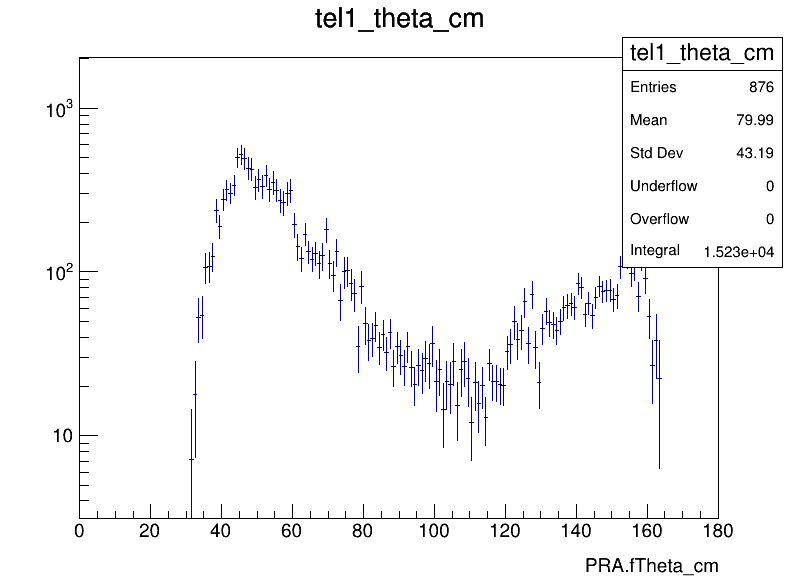 tel1_theta_cm
tel1_theta_cm
Entries 876
Mean 79.99
Std Dev 43.19
Underflow 0
Overflow 0
Integral 1.523e+04
10³
10²
10
0 20 40 60 80 100 120 140 160 180
PRA.fTheta_cm